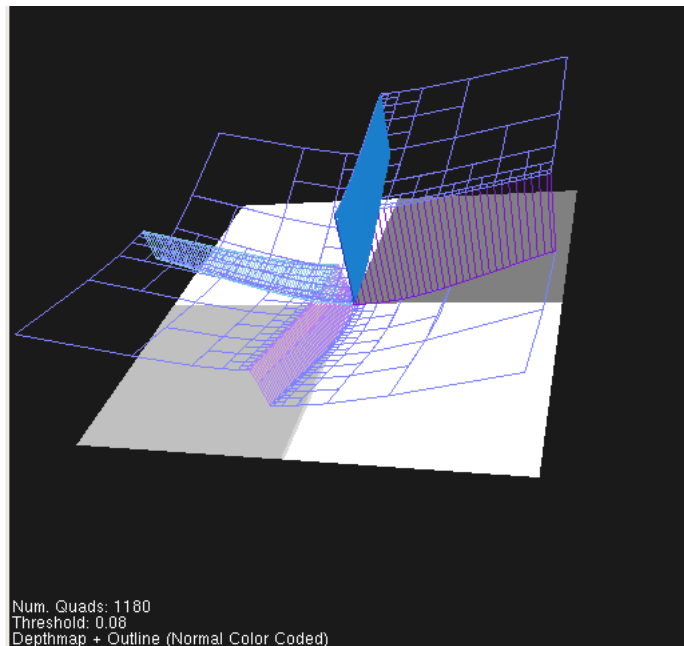 Num. Quads: 1180
Threshold: 0.08
Depthmap + Outline (Normal Color Coded)